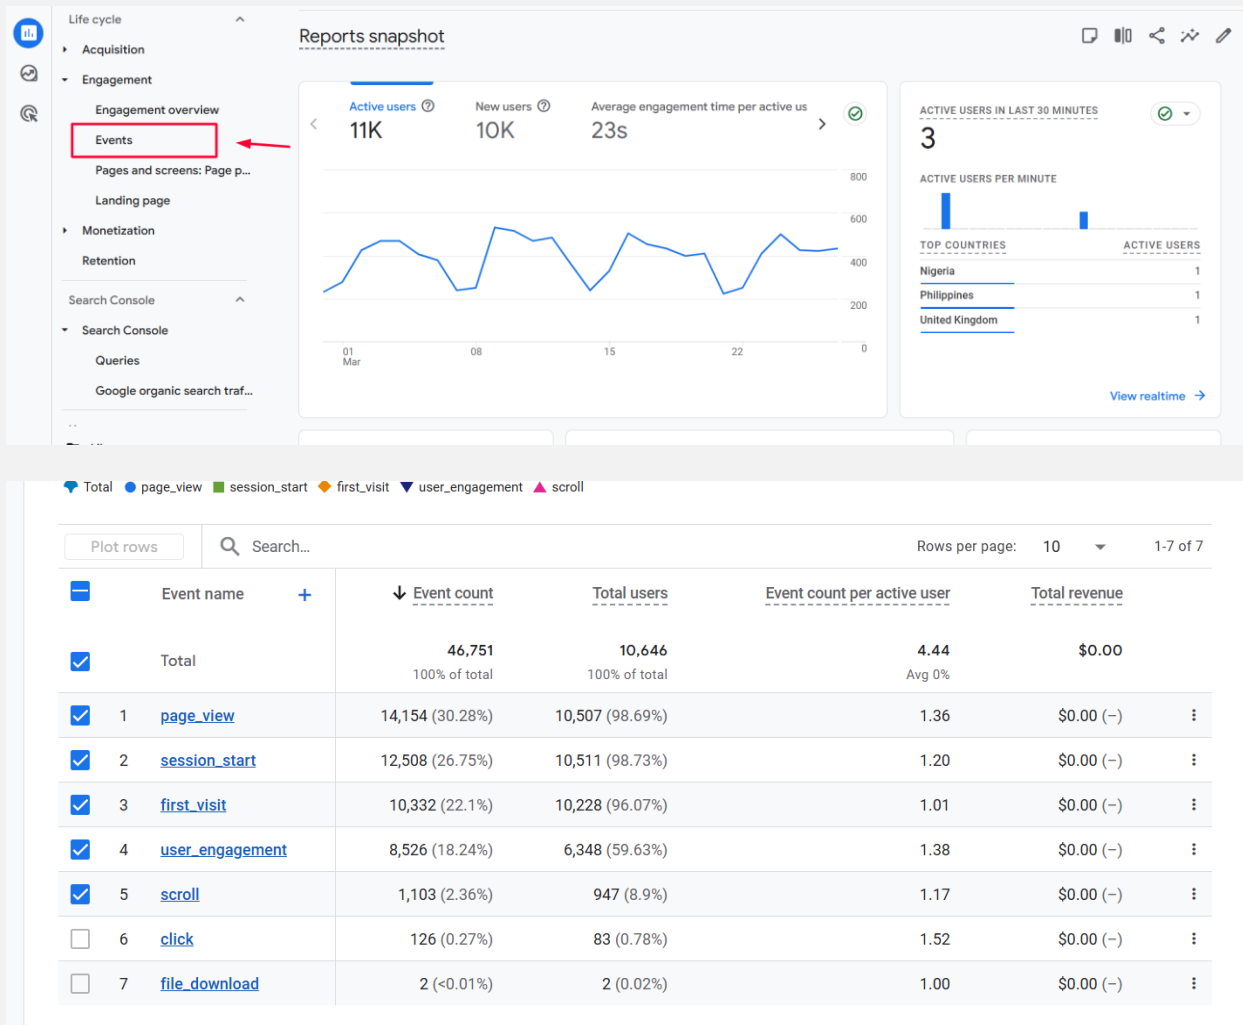 Life cycle
Acquisition
Engagement
Engagement overview
Events
Pages and screens: Page p...
Landing page
Monetization
Retention
Search Console
Search Console
Queries
Google organic search traf...
Reports snapshot
Active users
11K
New users
10K
Average engagement time per active us
23s
800
600
400
200
0
01
Mar
08
15
22
ACTIVE USERS IN LAST 30 MINUTES
3
ACTIVE USERS PER MINUTE
TOP COUNTRIES ACTIVE USERS
Nigeria 1
Philippines 1
United Kingdom 1
View realtime
Total page_view session_start first_visit user_engagement scroll
Plot rows Search... Rows per page: 10 1-7 of 7
Event name + Event count Total users Event count per active user Total revenue
Total 46,751 10,646 4.44 $0.00
100% of total 100% of total Avg 0%
1 page_view 14,154 (30.28%) 10,507 (98.69%) 1.36 $0.00 (–)
2 session_start 12,508 (26.75%) 10,511 (98.73%) 1.20 $0.00 (–)
3 first_visit 10,332 (22.1%) 10,228 (96.07%) 1.01 $0.00 (–)
4 user_engagement 8,526 (18.24%) 6,348 (59.63%) 1.38 $0.00 (–)
5 scroll 1,103 (2.36%) 947 (8.9%) 1.17 $0.00 (–)
6 click 126 (0.27%) 83 (0.78%) 1.52 $0.00 (–)
7 file_download 2 (<0.01%) 2 (0.02%) 1.00 $0.00 (–)